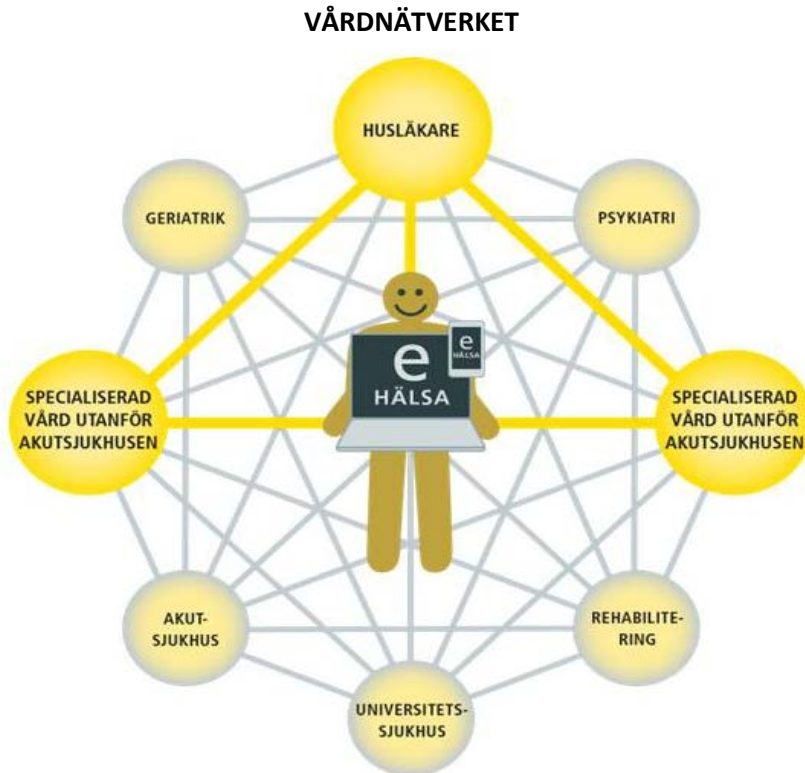 VÅRDNÄTVERKET
HUSLÄKARE
GERIATRIK
PSYKIATRI
e
HÄLSA
e
HÄLSA
SPECIALISERAD
VÅRD UTANFÖR
AKUTSJUKHUSEN
SPECIALISERAD
VÅRD UTANFÖR
AKUTSJUKHUSEN
AKUT-
SJUKHUS
REHABILITE-
RING
UNIVERSITETS-
SJUKHUS